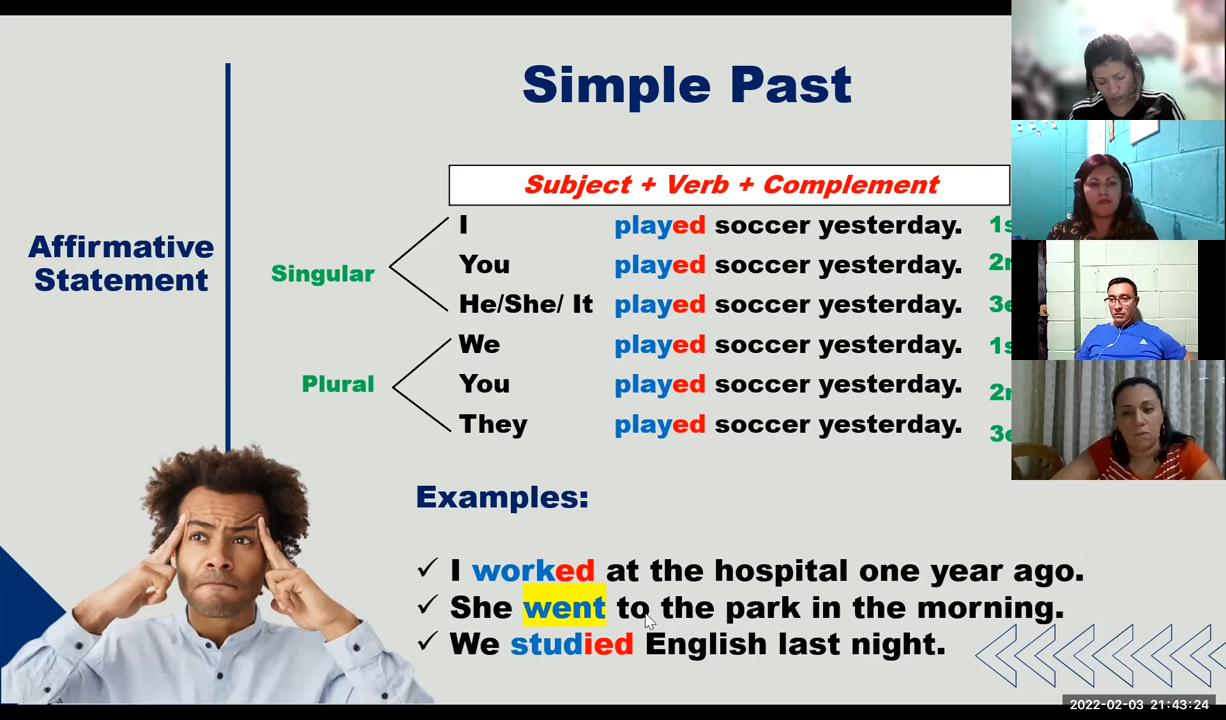 Simple Past
Subject + Verb + Complement
Affirmative
Statement
Singular
I played soccer yesterday.
You played soccer yesterday.
He/She/ It played soccer yesterday.
Plural
We played soccer yesterday.
You played soccer yesterday.
They played soccer yesterday.
Examples:
✓ I worked at the hospital one year ago.
✓ She went to the park in the morning.
✓ We studied English last night.
2022-02-03 21:43:24